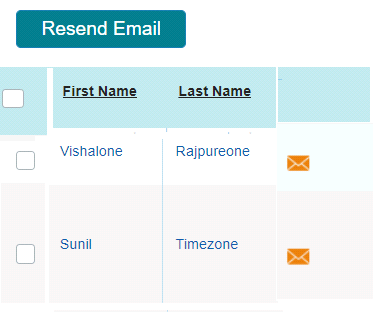 Resend Email
First Name Last Name
Vishalone Rajpureone
Sunil Timezone